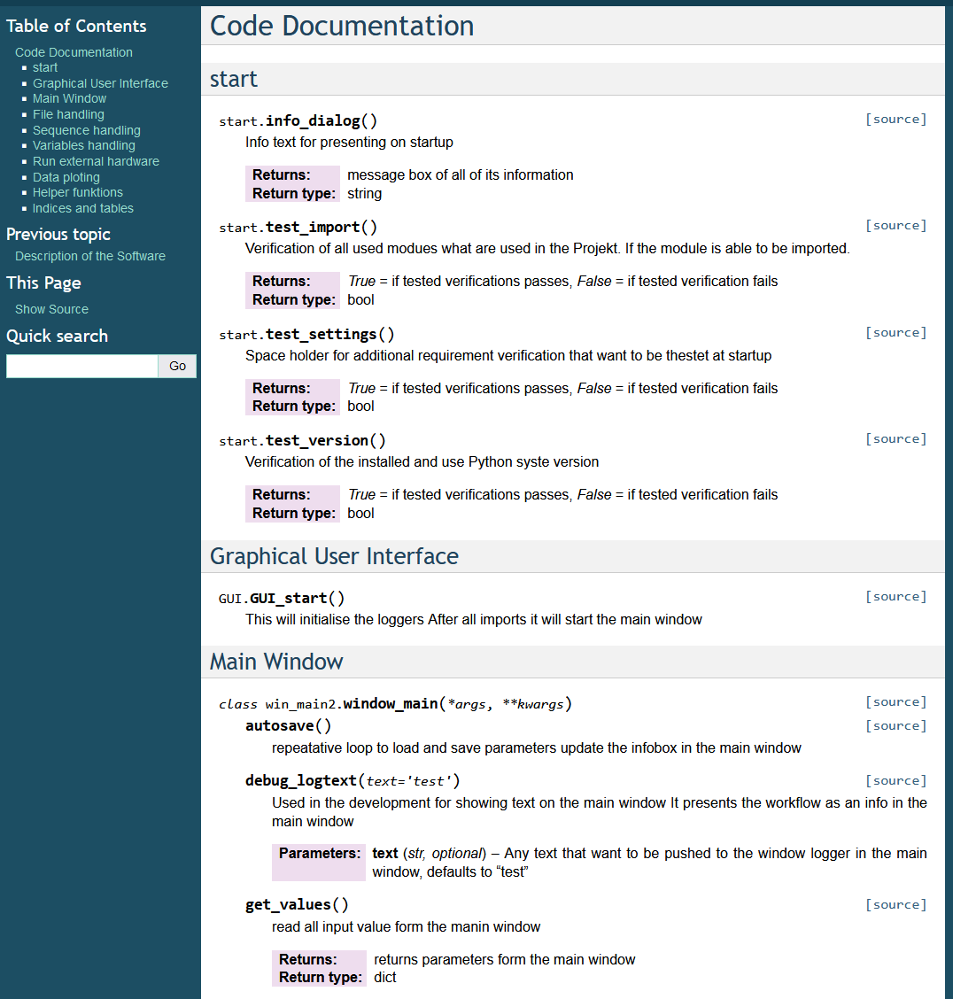 Table of Contents
Code Documentation
start
Graphical User Interface
Main Window
File handling
Sequence handling
Variables handling
Run external hardware
Data ploting
Helper funktions
Indices and tables
Previous topic
Description of the Software
This Page
Show Source
Quick search
Go
Code Documentation
start
start.info_dialog() [source]
Info text for presenting on startup
Returns: message box of all of its information
Return type: string
start.test_import() [source]
Verification of all used modues what are used in the Projekt. If the module is able to be imported.
Returns: True = if tested verifications passes, False = if tested verification fails
Return type: bool
start.test_settings() [source]
Space holder for additional requirement verification that want to be thestet at startup
Returns: True = if tested verifications passes, False = if tested verification fails
Return type: bool
start.test_version() [source]
Verification of the installed and use Python syste version
Returns: True = if tested verifications passes, False = if tested verification fails
Return type: bool
Graphical User Interface
GUI.GUI_start() [source]
This will initialise the loggers After all imports it will start the main window
Main Window
class win_main2.window_main(*args, **kwargs) [source]
autosave() [source]
repeatative loop to load and save parameters update the infobox in the main window
debug_logtext(text='test') [source]
Used in the development for showing text on the main window It presents the workflow as an info in the
main window
Parameters: text (str, optional) – Any text that want to be pushed to the window logger in the main
window, defaults to “test”
get_values() [source]
read all input value form the manin window
Returns: returns parameters form the main window
Return type: dict